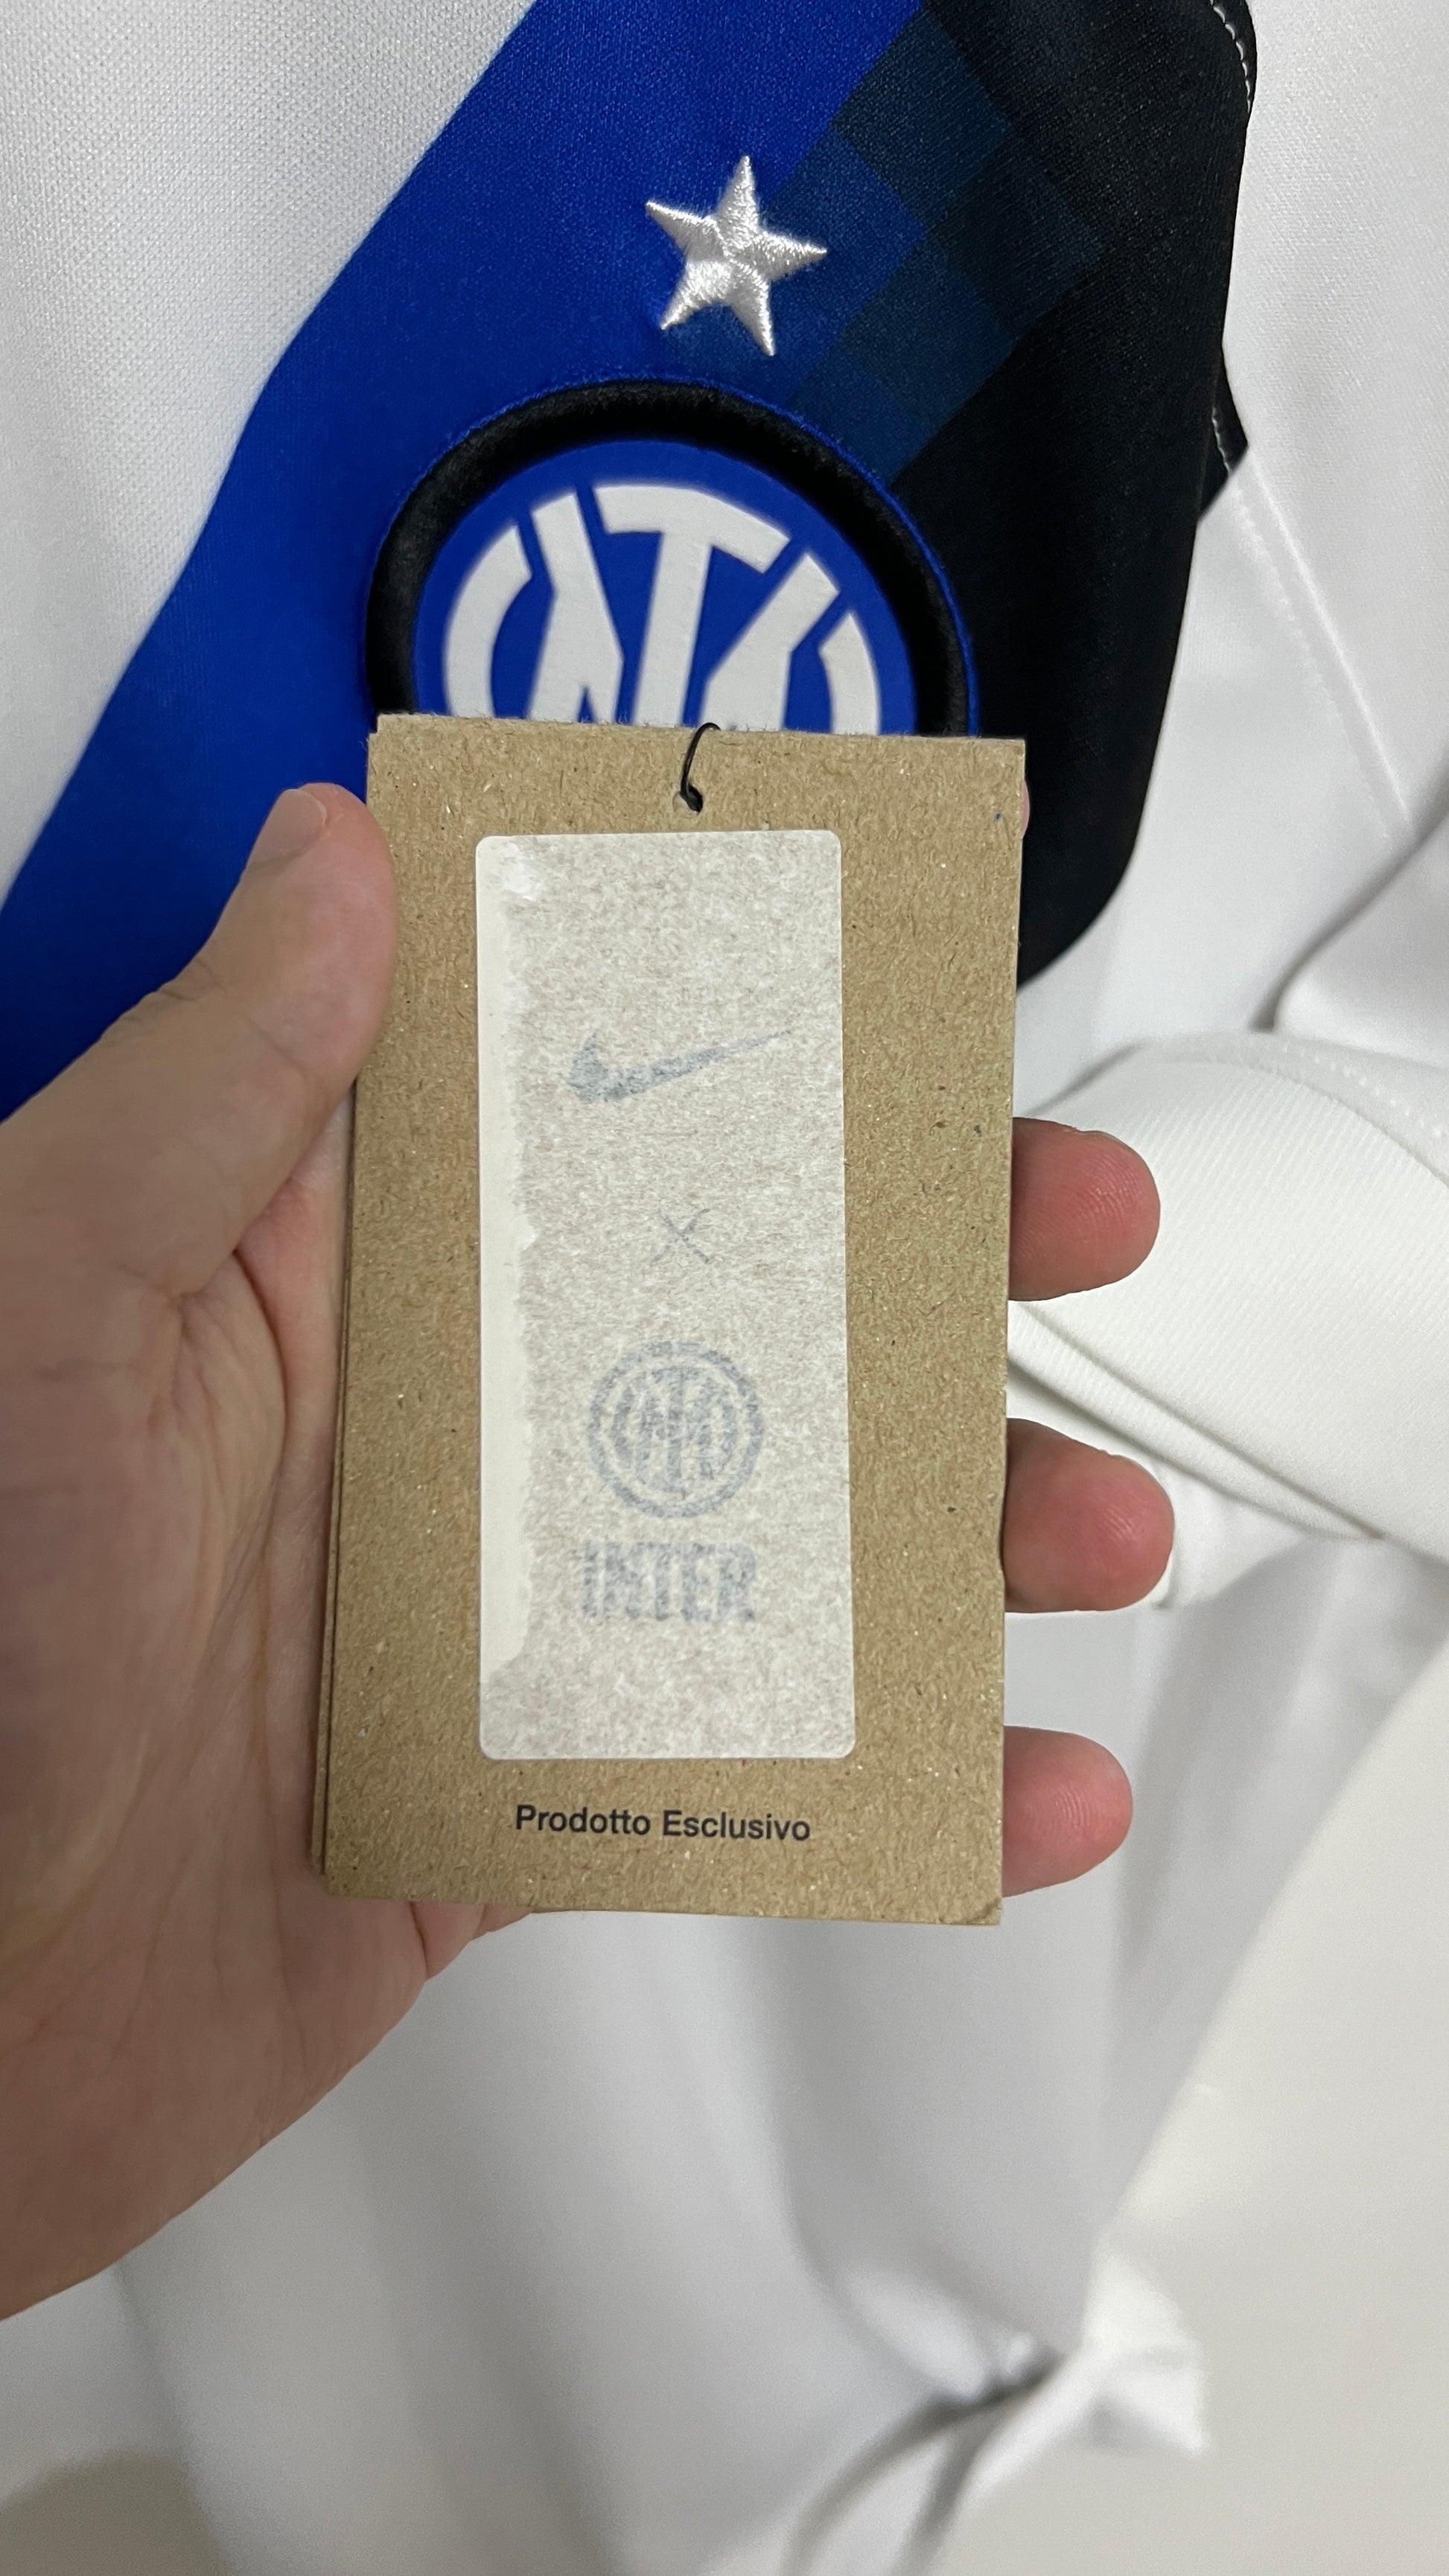 ×
INTER
Prodotto Esclusivo